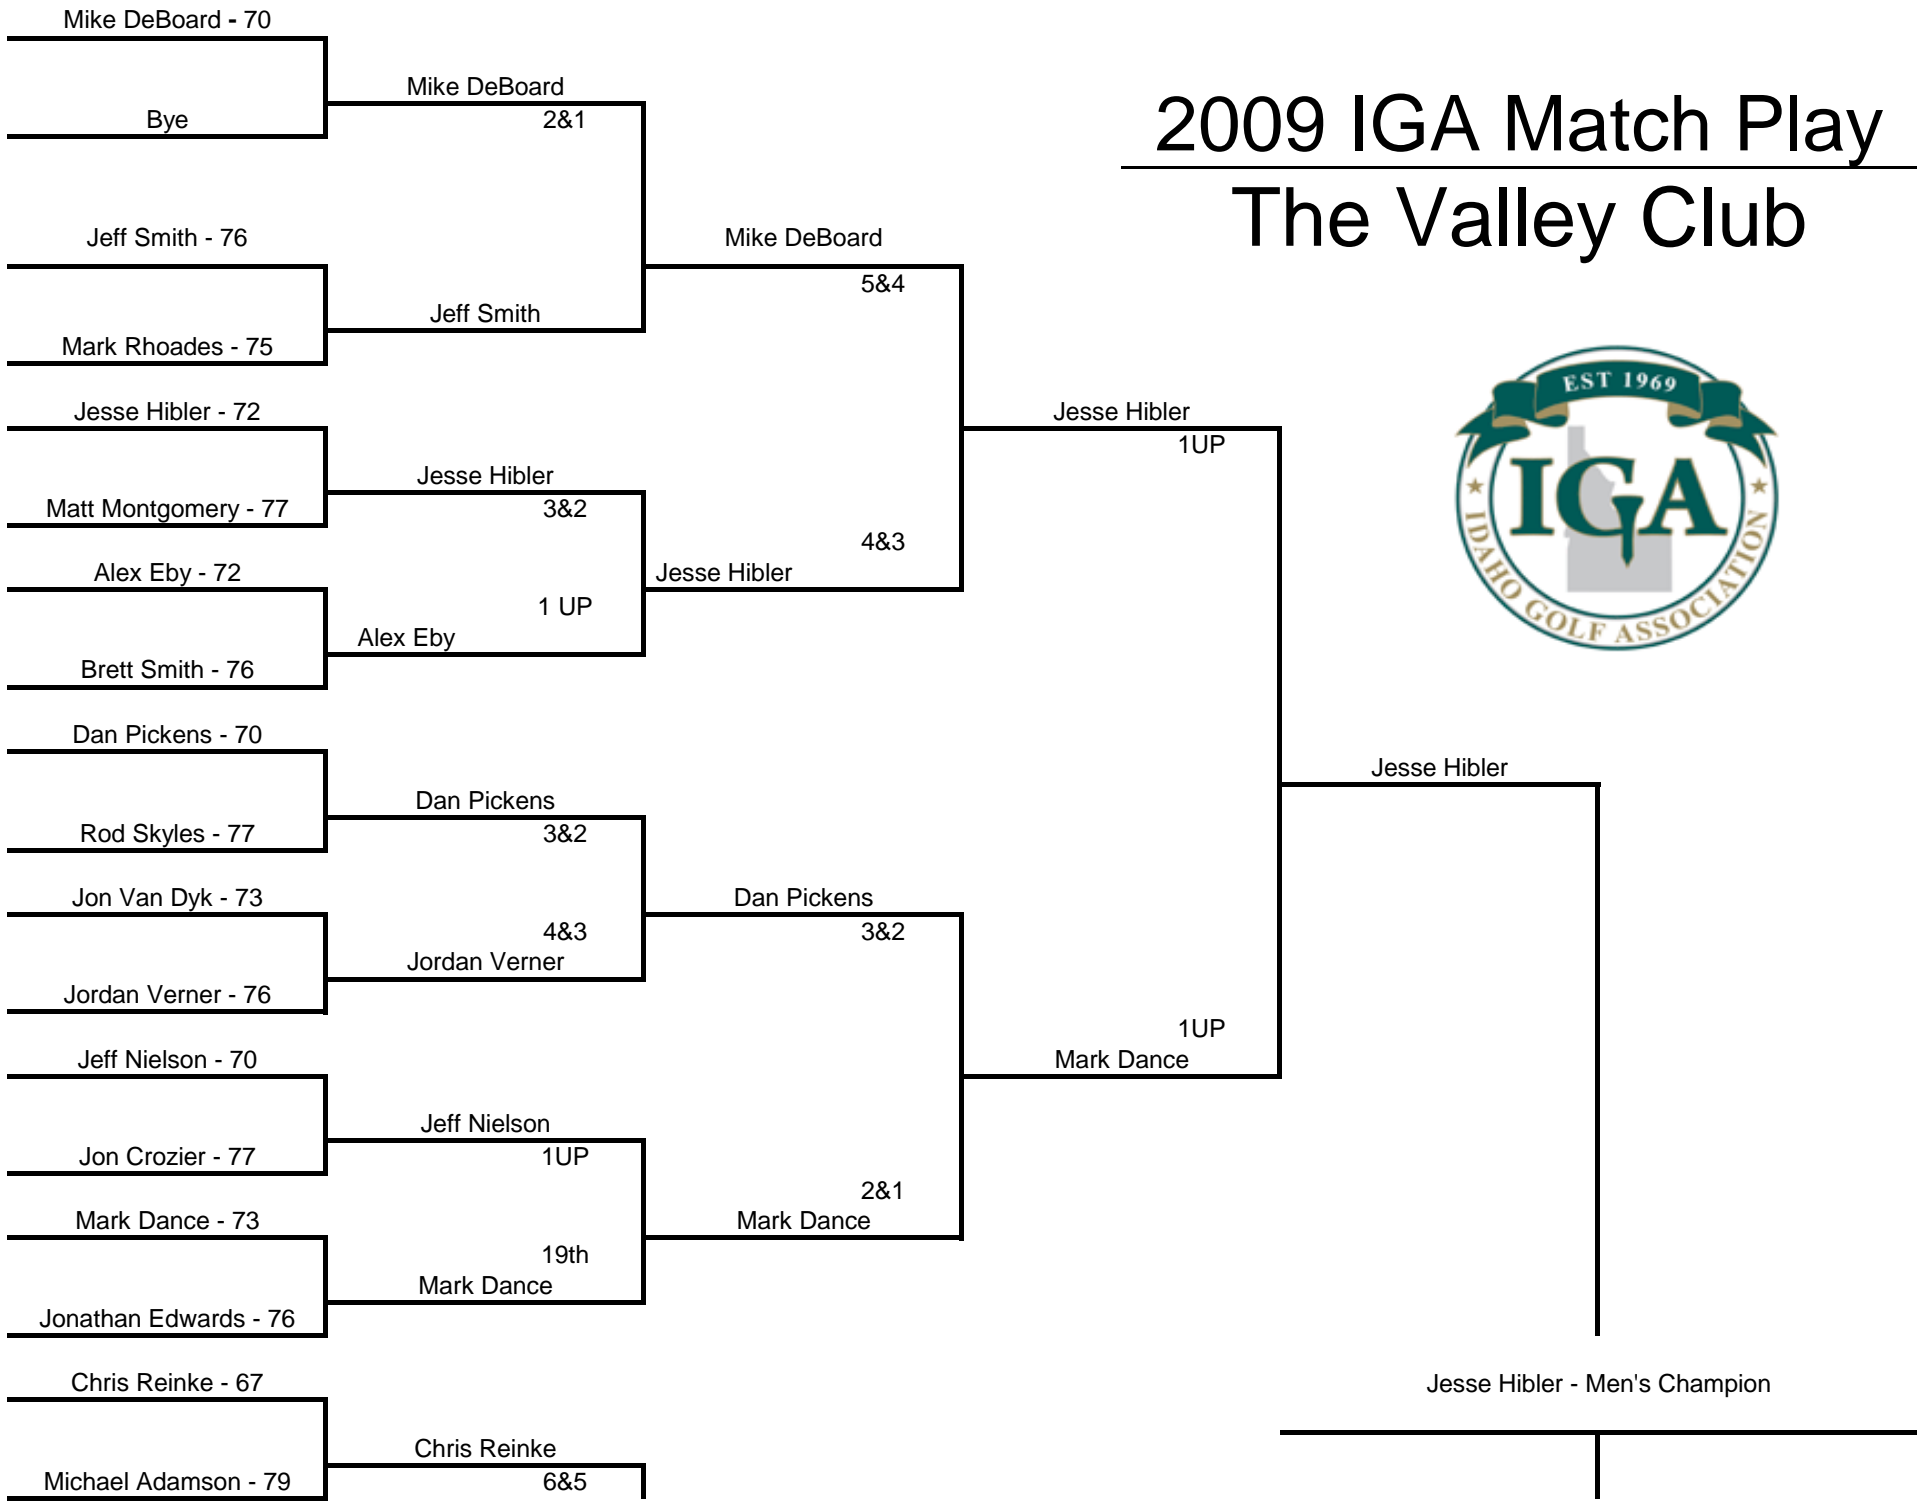 Mike DeBoard - 70
Bye
Jeff Smith - 76
Mark Rhoades - 75
Jesse Hibler - 72
Matt Montgomery - 77
Alex Eby - 72
Brett Smith - 76
Dan Pickens - 70
Rod Skyles - 77
Jon Van Dyk - 73
Jordan Verner - 76
Jeff Nielson - 70
Jon Crozier - 77
Mark Dance - 73
Jonathan Edwards - 76
Chris Reinke - 67
Michael Adamson - 79
Mike DeBoard
2&1
Jeff Smith
Jesse Hibler
3&2
1 UP
Alex Eby
Dan Pickens
3&2
4&3
Jordan Verner
Jeff Nielson
1UP
19th
Mark Dance
Chris Reinke
6&5
Mike DeBoard
5&4
4&3
Jesse Hibler
Dan Pickens
3&2
2&1
Mark Dance
Jesse Hibler
1UP
1UP
Mark Dance
2009 IGA Match Play
The Valley Club
EST 1969
IGA
IDAHO GOLF ASSOCIATION
Jesse Hibler
Jesse Hibler - Men's Champion